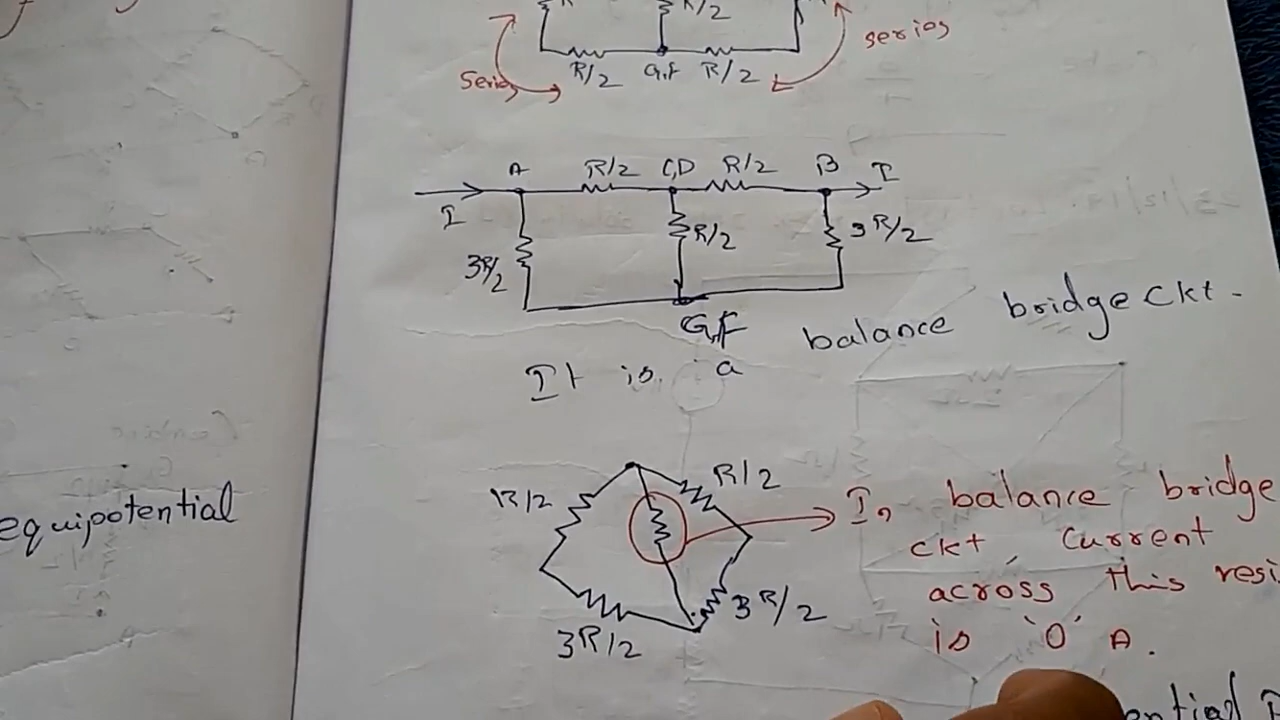 R/2
series
R/2 G,F R/2
Series
A R/2 C,D R/2 B I
I
3R/2 R/2 3R/2
G,F
It is a balance bridge ckt.
equipotential
R/2 R/2
3R/2 3R/2
In balance bridge
ckt, current
across this resi
is '0' A.